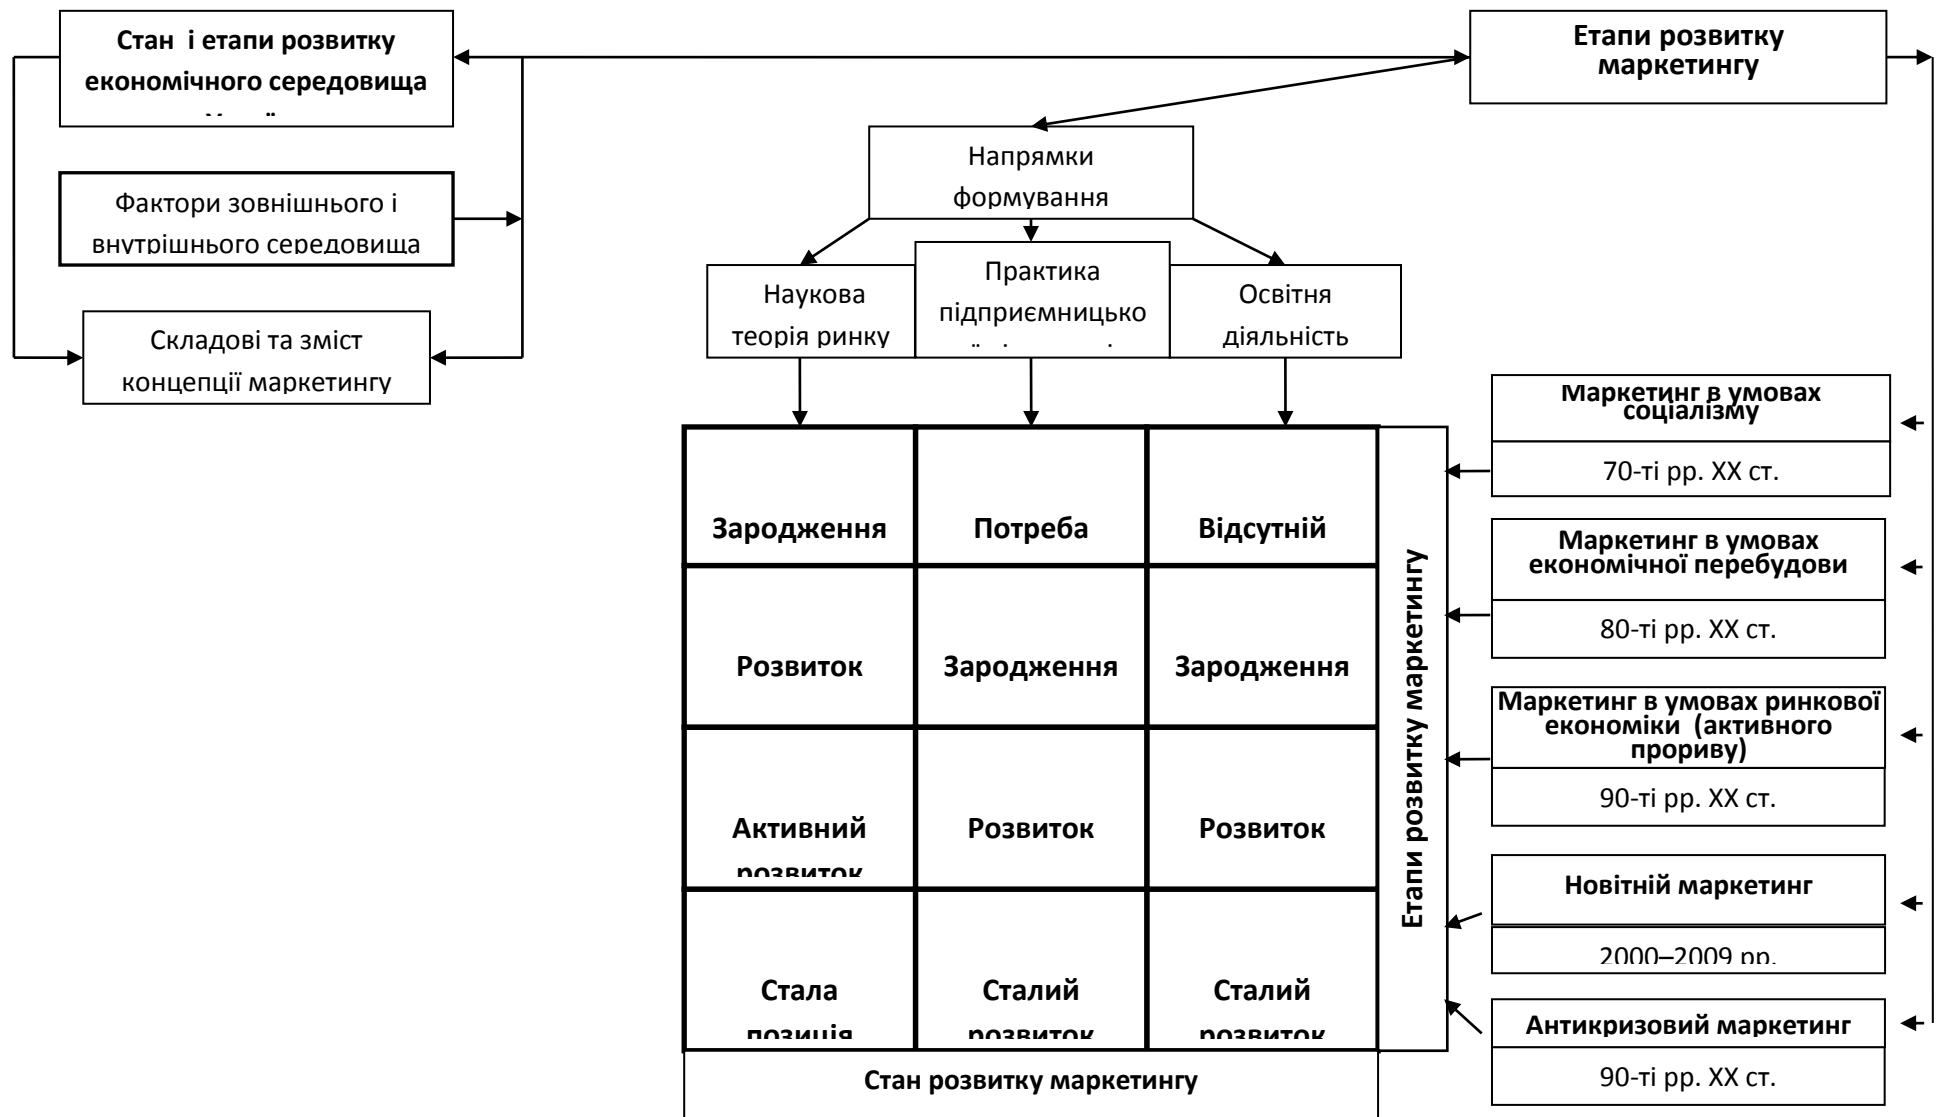 Стан і етапи розвитку
економічного середовища
Етапи розвитку
маркетингу
Напрямки
формування
Фактори зовнішнього і
внутрішнього середовища
Наукова
теорія ринку
Практика
підприємницько
Освітня
діяльність
Складові та зміст
концепції маркетингу
Зародження
Потреба
Відсутній
Розвиток
Зародження
Зародження
Активний
розвиток
Розвиток
Розвиток
Стала
позиція
Сталий
розвиток
Сталий
розвиток
Стан розвитку маркетингу
Етапи розвитку маркетингу
Маркетинг в умовах
соціалізму
70-ті рр. ХХ ст.
Маркетинг в умовах
економічної перебудови
80-ті рр. ХХ ст.
Маркетинг в умовах ринкової
економіки (активного
прориву)
90-ті рр. ХХ ст.
Новітній маркетинг
2000–2009 рр.
Антикризовий маркетинг
90-ті рр. ХХ ст.